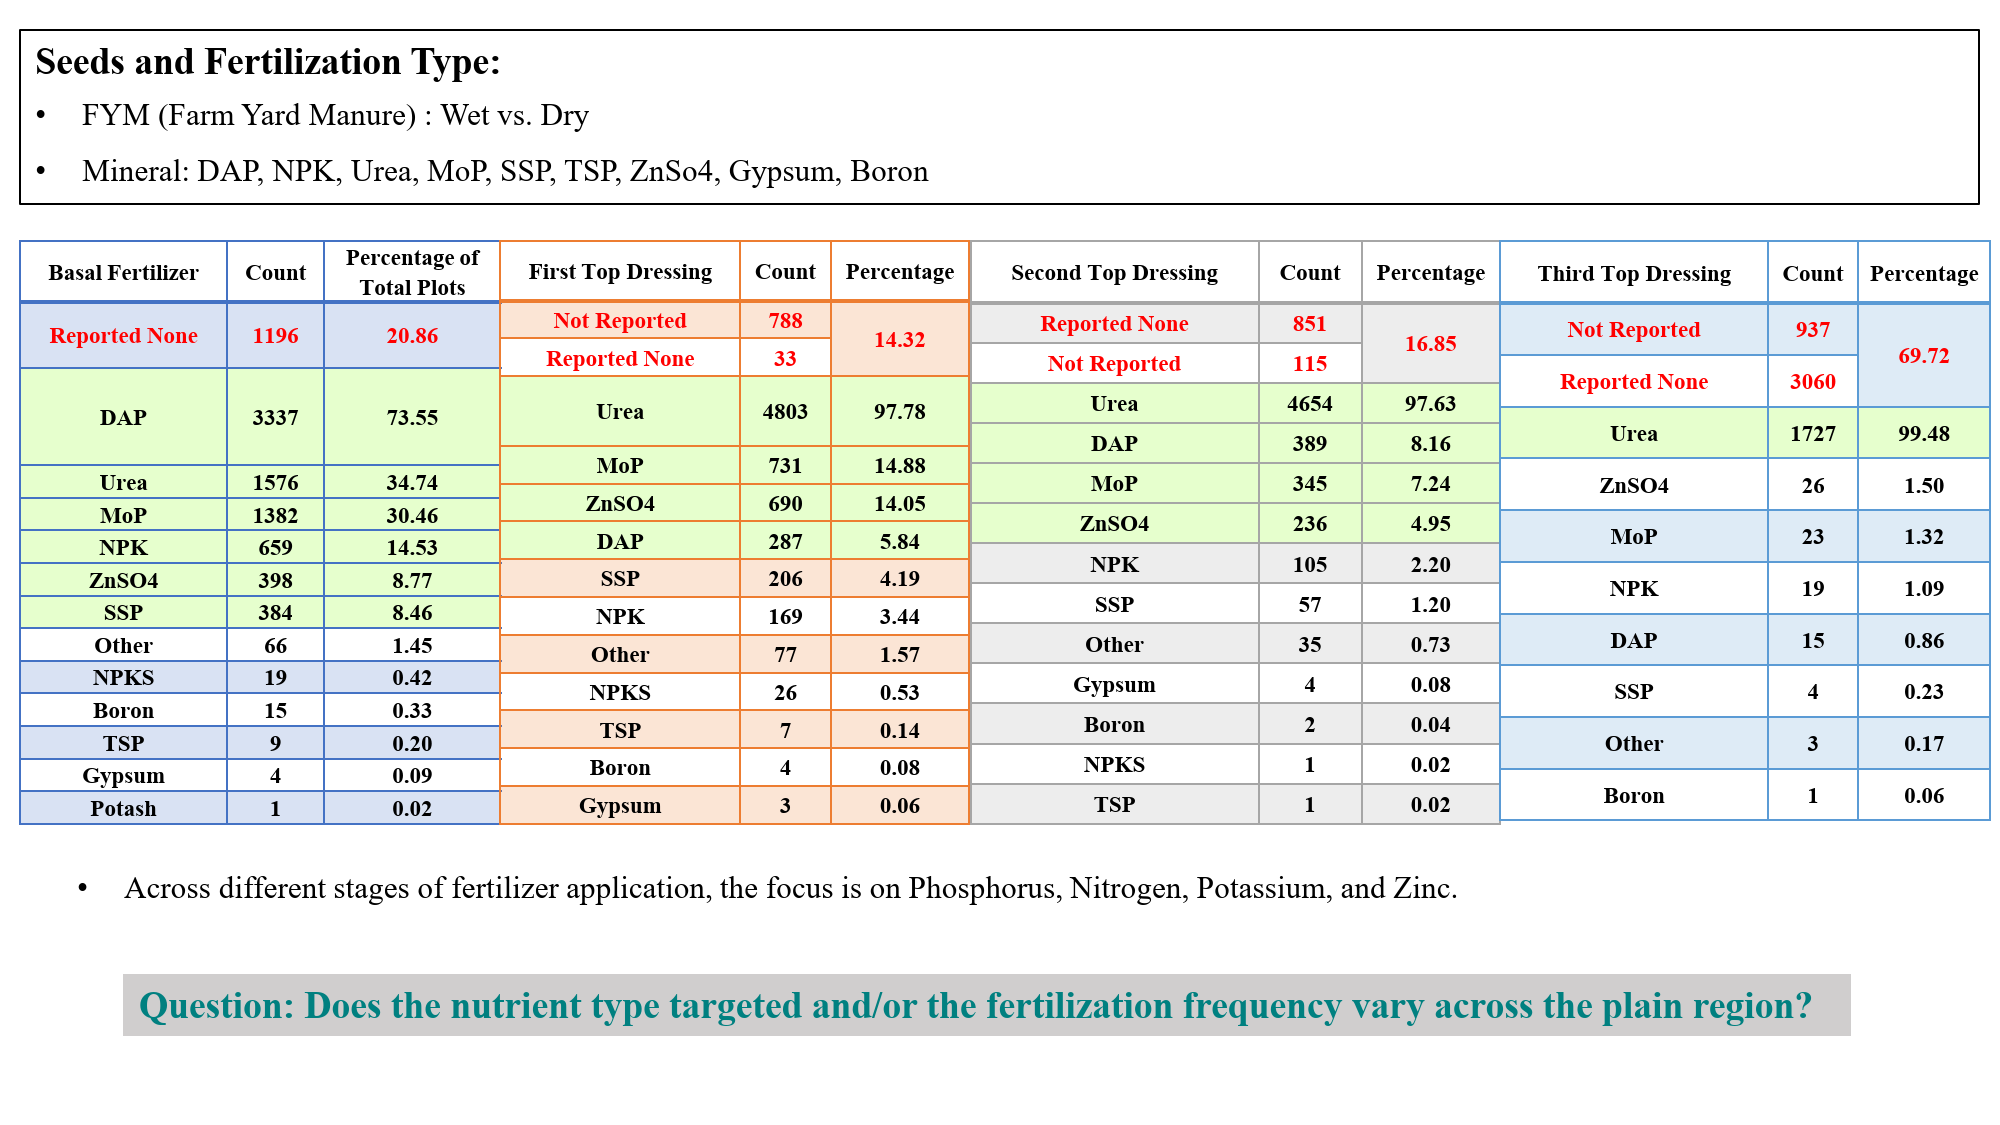 Seeds and Fertilization Type:
• FYM (Farm Yard Manure) : Wet vs. Dry
• Mineral: DAP, NPK, Urea, MoP, SSP, TSP, ZnSo4, Gypsum, Boron
Basal Fertilizer Count Percentage of Total Plots
Reported None 1196 20.86
DAP 3337 73.55
Urea 1576 34.74
MoP 1382 30.46
NPK 659 14.53
ZnSO4 398 8.77
SSP 384 8.46
Other 66 1.45
NPKS 19 0.42
Boron 15 0.33
TSP 9 0.20
Gypsum 4 0.09
Potash 1 0.02
First Top Dressing Count Percentage
Not Reported 788 14.32
Reported None 33
Urea 4803 97.78
MoP 731 14.88
ZnSO4 690 14.05
DAP 287 5.84
SSP 206 4.19
NPK 169 3.44
Other 77 1.57
NPKS 26 0.53
TSP 7 0.14
Boron 4 0.08
Gypsum 3 0.06
Second Top Dressing Count Percentage
Reported None 851 16.85
Not Reported 115
Urea 4654 97.63
DAP 389 8.16
MoP 345 7.24
ZnSO4 236 4.95
NPK 105 2.20
SSP 57 1.20
Other 35 0.73
Gypsum 4 0.08
Boron 2 0.04
NPKS 1 0.02
TSP 1 0.02
Third Top Dressing Count Percentage
Not Reported 937 69.72
Reported None 3060
Urea 1727 99.48
ZnSO4 26 1.50
MoP 23 1.32
NPK 19 1.09
DAP 15 0.86
SSP 4 0.23
Other 3 0.17
Boron 1 0.06
• Across different stages of fertilizer application, the focus is on Phosphorus, Nitrogen, Potassium, and Zinc.
Question: Does the nutrient type targeted and/or the fertilization frequency vary across the plain region?